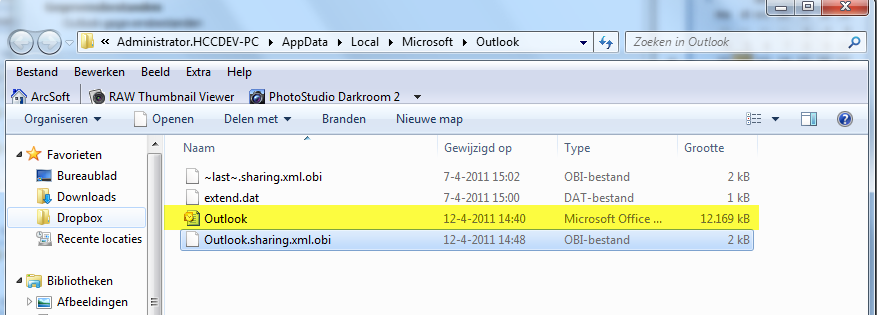 « Administrator.HCCDEV-PC ▸ AppData ▸ Local ▸ Microsoft ▸ Outlook
Zoeken in Outlook
Bestand Bewerken Beeld Extra Help
ArcSoft RAW Thumbnail Viewer PhotoStudio Darkroom 2
Organiseren Openen Delen met Branden Nieuwe map
Favorieten
Bureaublad
Downloads
Dropbox
Recente locaties
Bibliotheken
Afbeeldingen
Naam Gewijzigd op Type Grootte
~last~.sharing.xml.obi 7-4-2011 15:02 OBI-bestand 2 kB
extend.dat 7-4-2011 15:00 DAT-bestand 1 kB
Outlook 12-4-2011 14:40 Microsoft Office ... 12.169 kB
Outlook.sharing.xml.obi 12-4-2011 14:48 OBI-bestand 2 kB